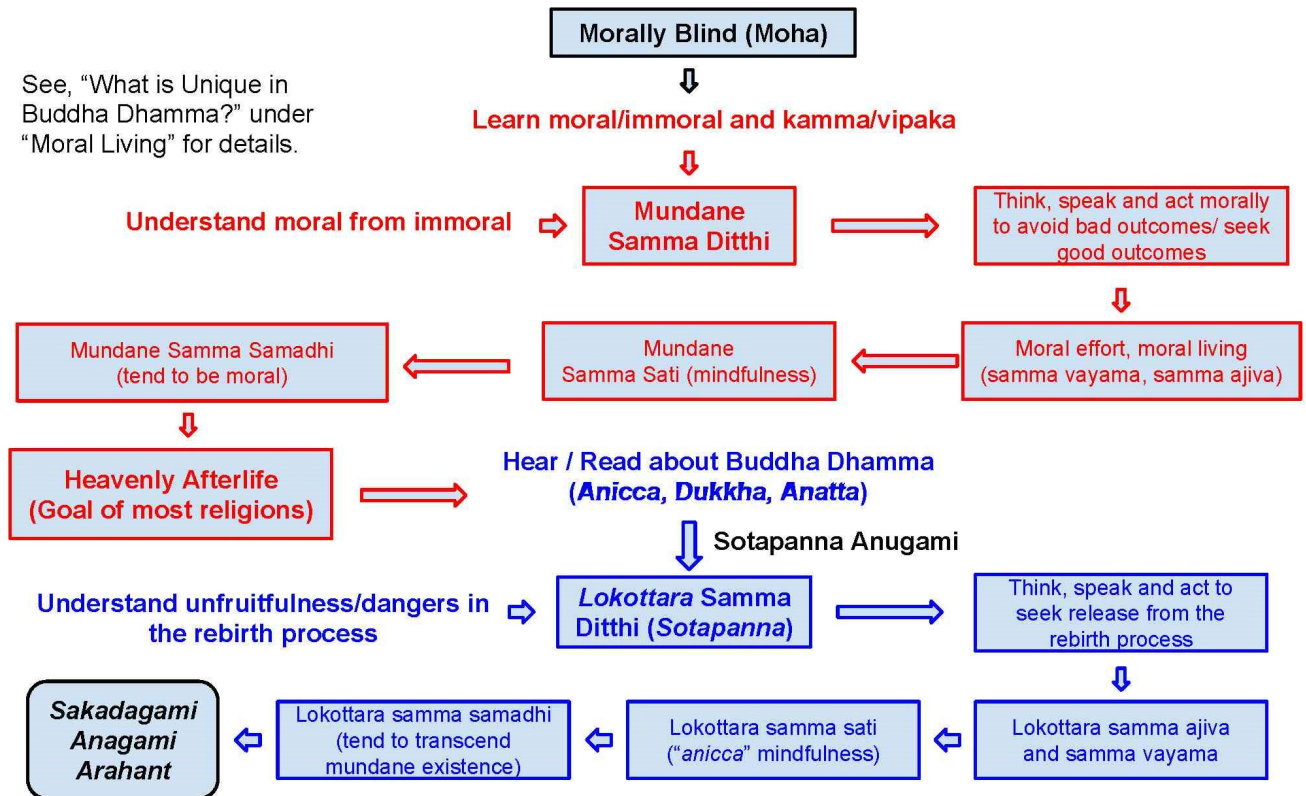 Morally Blind (Moha)
See, “What is Unique in
Buddha Dhamma?” under
“Moral Living” for details.
Learn moral/immoral and kamma/vipaka
Understand moral from immoral
Mundane
Samma Ditthi
Think, speak and act morally
to avoid bad outcomes/ seek
good outcomes
Moral effort, moral living
(samma vayama, samma ajiva)
Mundane
Samma Sati (mindfulness)
Mundane Samma Samadhi
(tend to be moral)
Heavenly Afterlife
(Goal of most religions)
Hear / Read about Buddha Dhamma
(Anicca, Dukkha, Anatta)
Sotapanna Anugami
Understand unfruitfulness/dangers in
the rebirth process
Lokottara Samma
Ditthi (Sotapanna)
Think, speak and act to
seek release from the
rebirth process
Lokottara samma ajiva
and samma vayama
Lokottara samma sati
(“anicca” mindfulness)
Lokottara samma samadhi
(tend to transcend
mundane existence)
Sakadagami
Anagami
Arahant